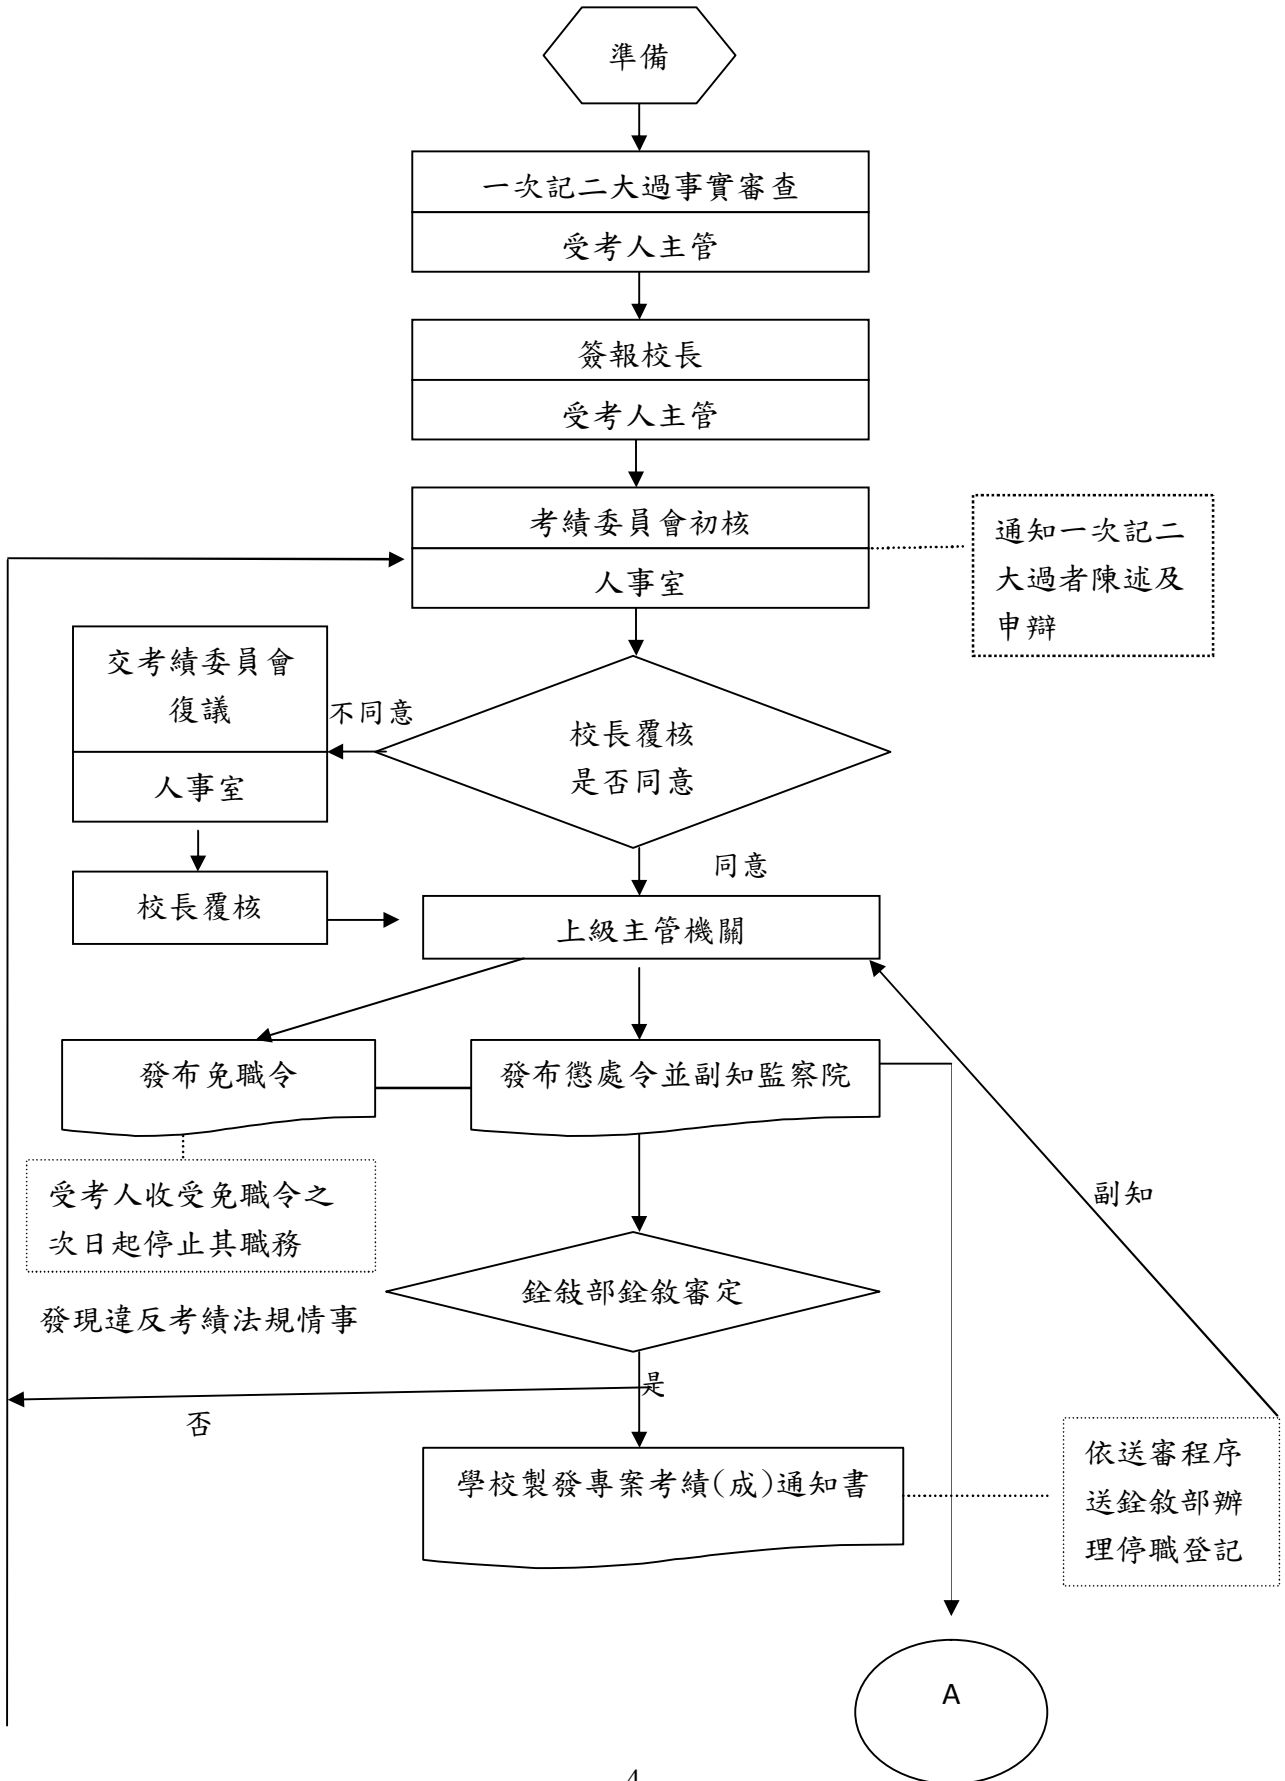 準備
一次記二大過事實審查
受考人主管
簽報校長
受考人主管
考績委員會初核
人事室
通知一次記二
大過者陳述及
申辯
交考績委員會
復議
人事室
不同意
校長覆核
是否同意
同意
校長覆核
上級主管機關
發布免職令
發布懲處令並副知監察院
受考人收受免職令之
次日起停止其職務
副知
銓敍部銓敘審定
發現違反考績法規情事
是
否
學校製發專案考績(成)通知書
依送審程序
送銓敘部辦
理停職登記
A
4